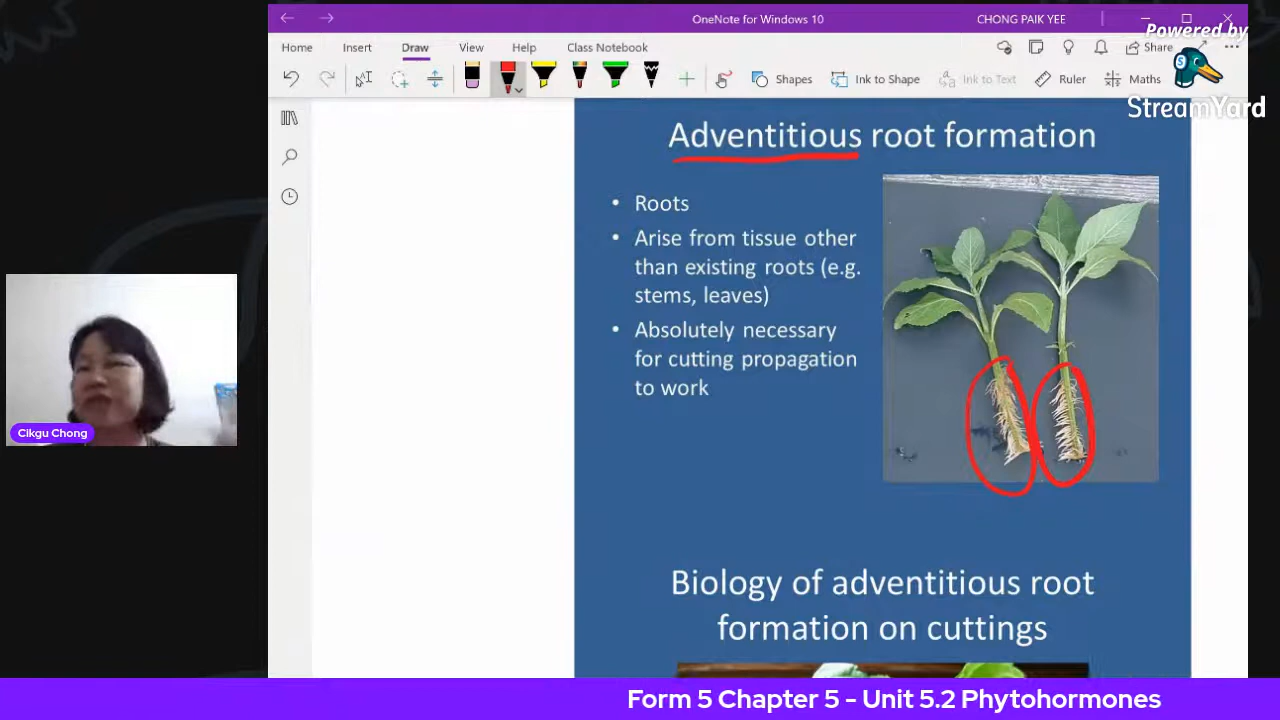 OneNote for Windows 10
CHONG PAIK YEE
Powered by
StreamYard
Home Insert Draw View Help Class Notebook
Share
Shapes Ink to Shape Ink to Text Ruler Maths
Adventitious root formation
• Roots
• Arise from tissue other
than existing roots (e.g.
stems, leaves)
• Absolutely necessary
for cutting propagation
to work
Cikgu Chong
Biology of adventitious root
formation on cuttings
Form 5 Chapter 5 - Unit 5.2 Phytohormones